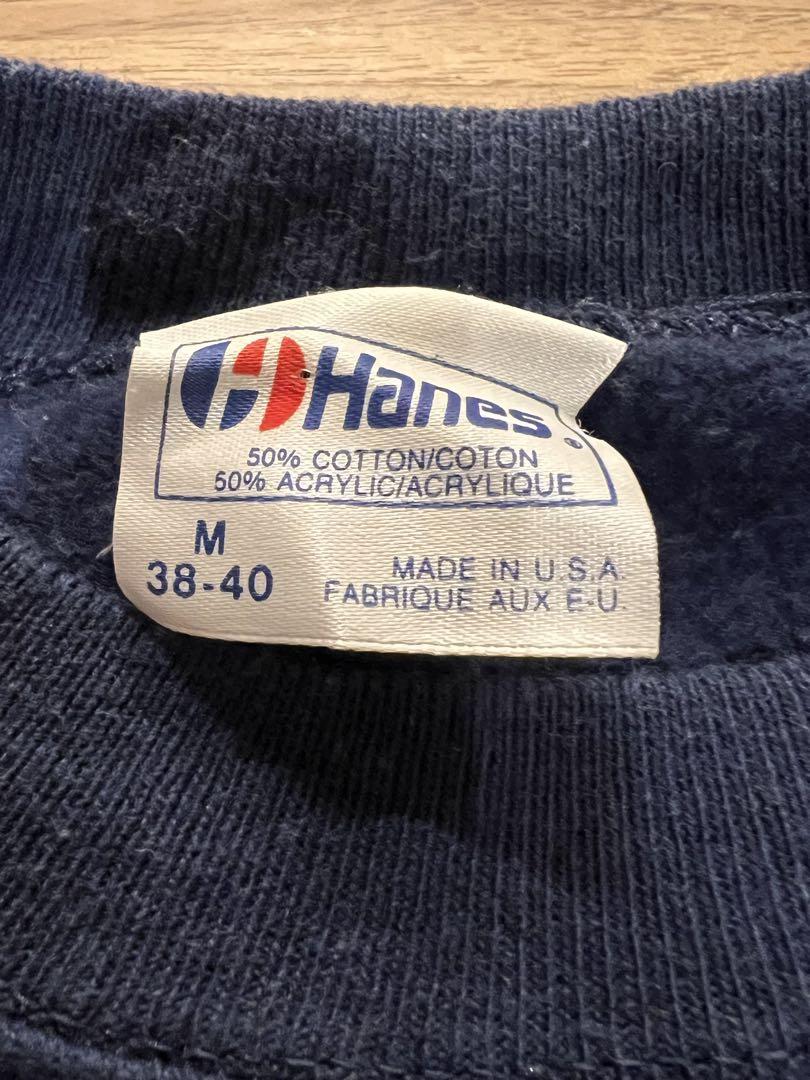 Hanes®
50% COTTON/COTON
50% ACRYLIC/ACRYLIQUE
M
38-40
MADE IN U.S.A.
FABRIQUE AUX E-U.